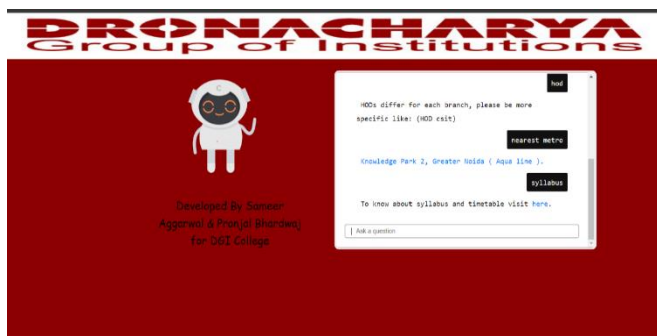 DRONACHARYA
Group of Institutions
hod
HODs differ for each branch, please be more
specific like: (HOD csit)
nearest metro
Knowledge Park 2, Greater Noida ( Aqua line ).
syllabus
To know about syllabus and timetable visit here.
Ask a question
Developed By Sameer
Aggarwal & Pranjal Bharawaj
for DGI College